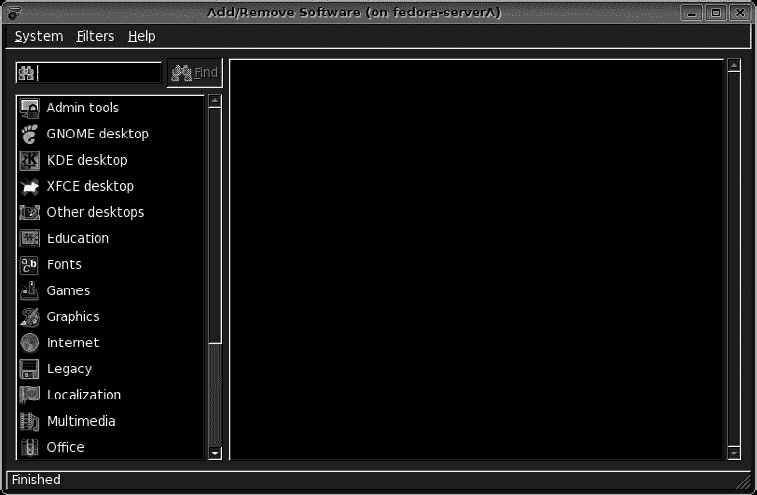 Add/Remove Software (on fedora-serverA)
System Filters Help
Find
Admin tools
GNOME desktop
KDE desktop
XFCE desktop
Other desktops
Education
Fonts
Games
Graphics
Internet
Legacy
Localization
Multimedia
Office
Finished